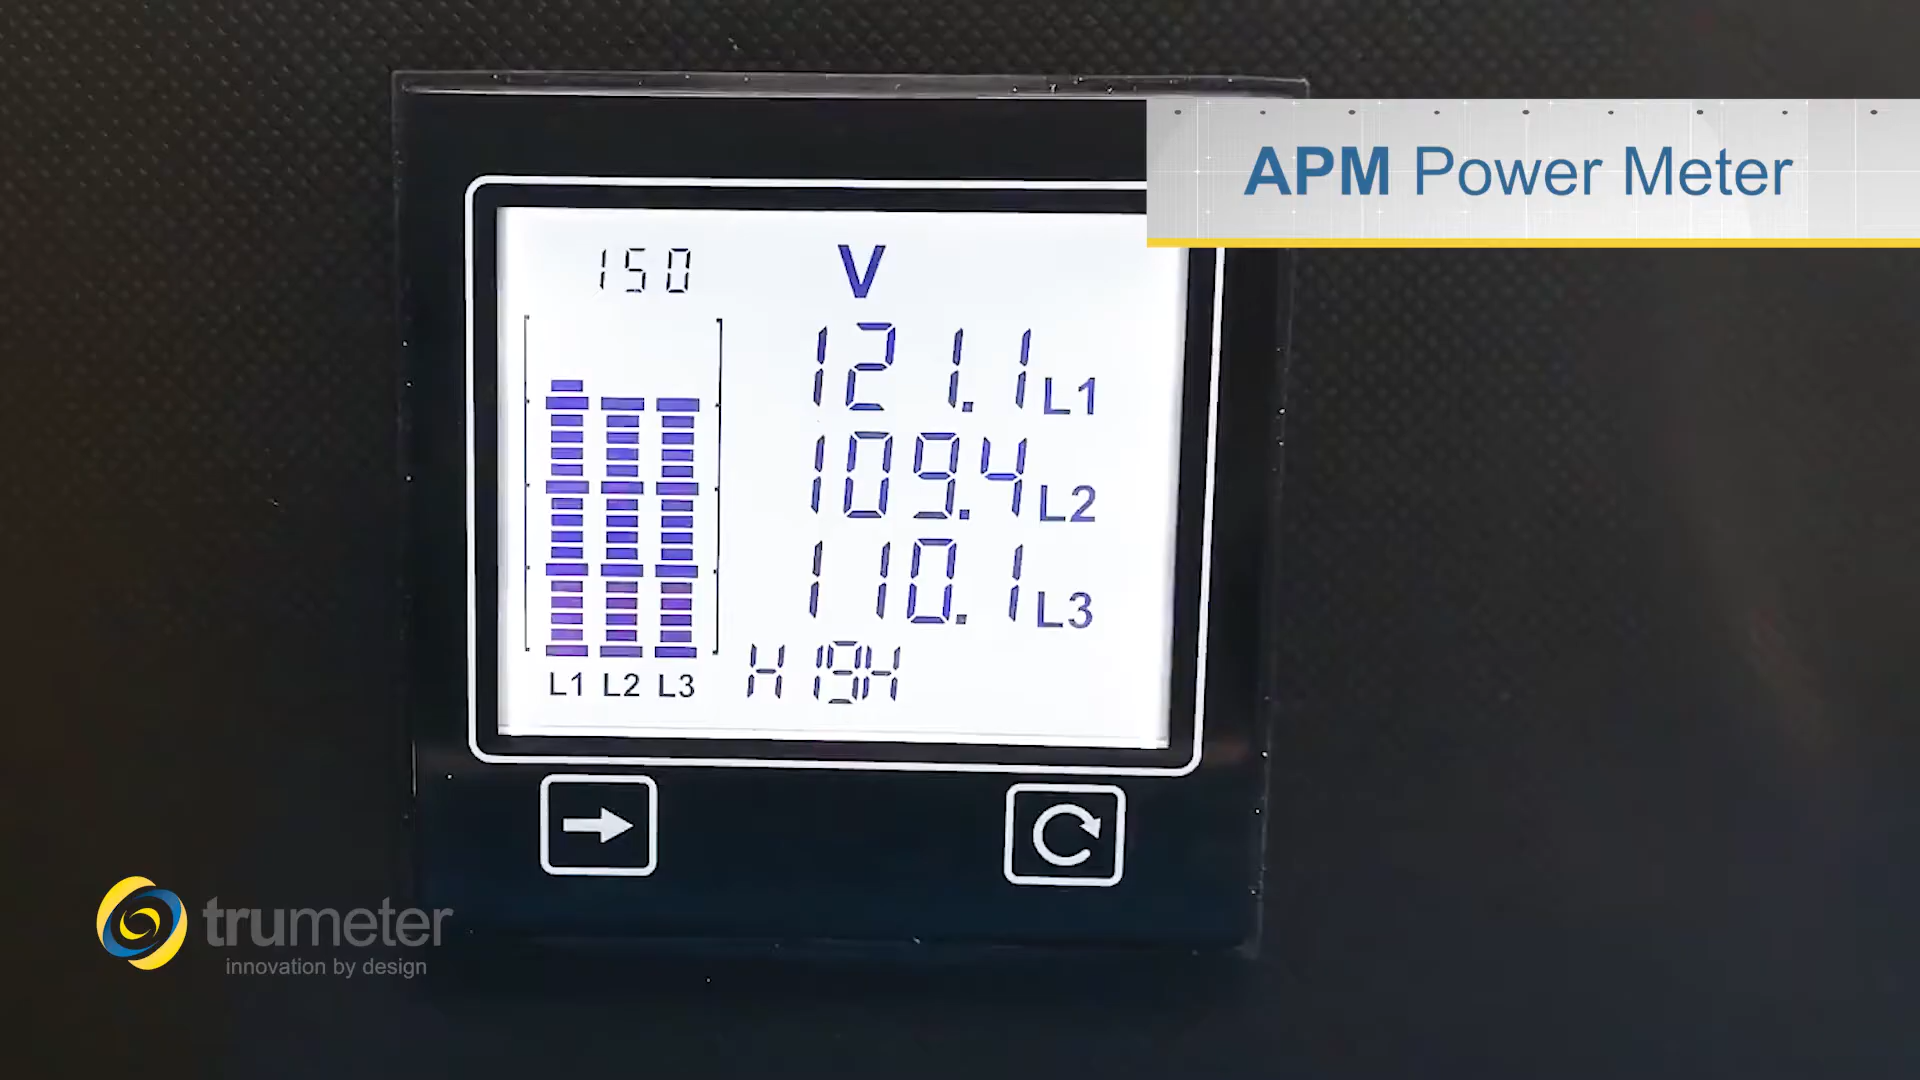 APM Power Meter
150
V
121.1 L1
109.4 L2
110.1 L3
L1 L2 L3
HIGH
trumeter
innovation by design